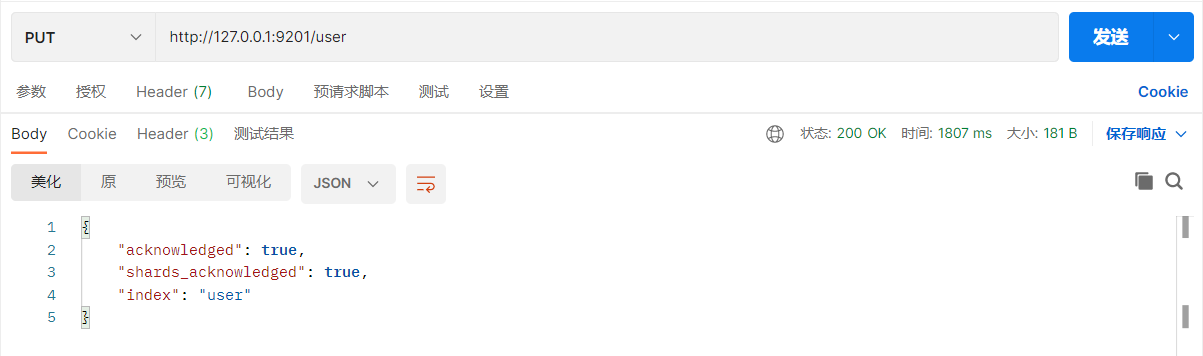 PUT http://127.0.0.1:9201/user 发送
参数 授权 Header (7) Body 预请求脚本 测试 设置 Cookie
Body Cookie Header (3) 测试结果 状态: 200 OK 时间: 1807 ms 大小: 181 B 保存响应
美化 原 预览 可视化 JSON
1 {
2 "acknowledged": true,
3 "shards_acknowledged": true,
4 "index": "user"
5 }